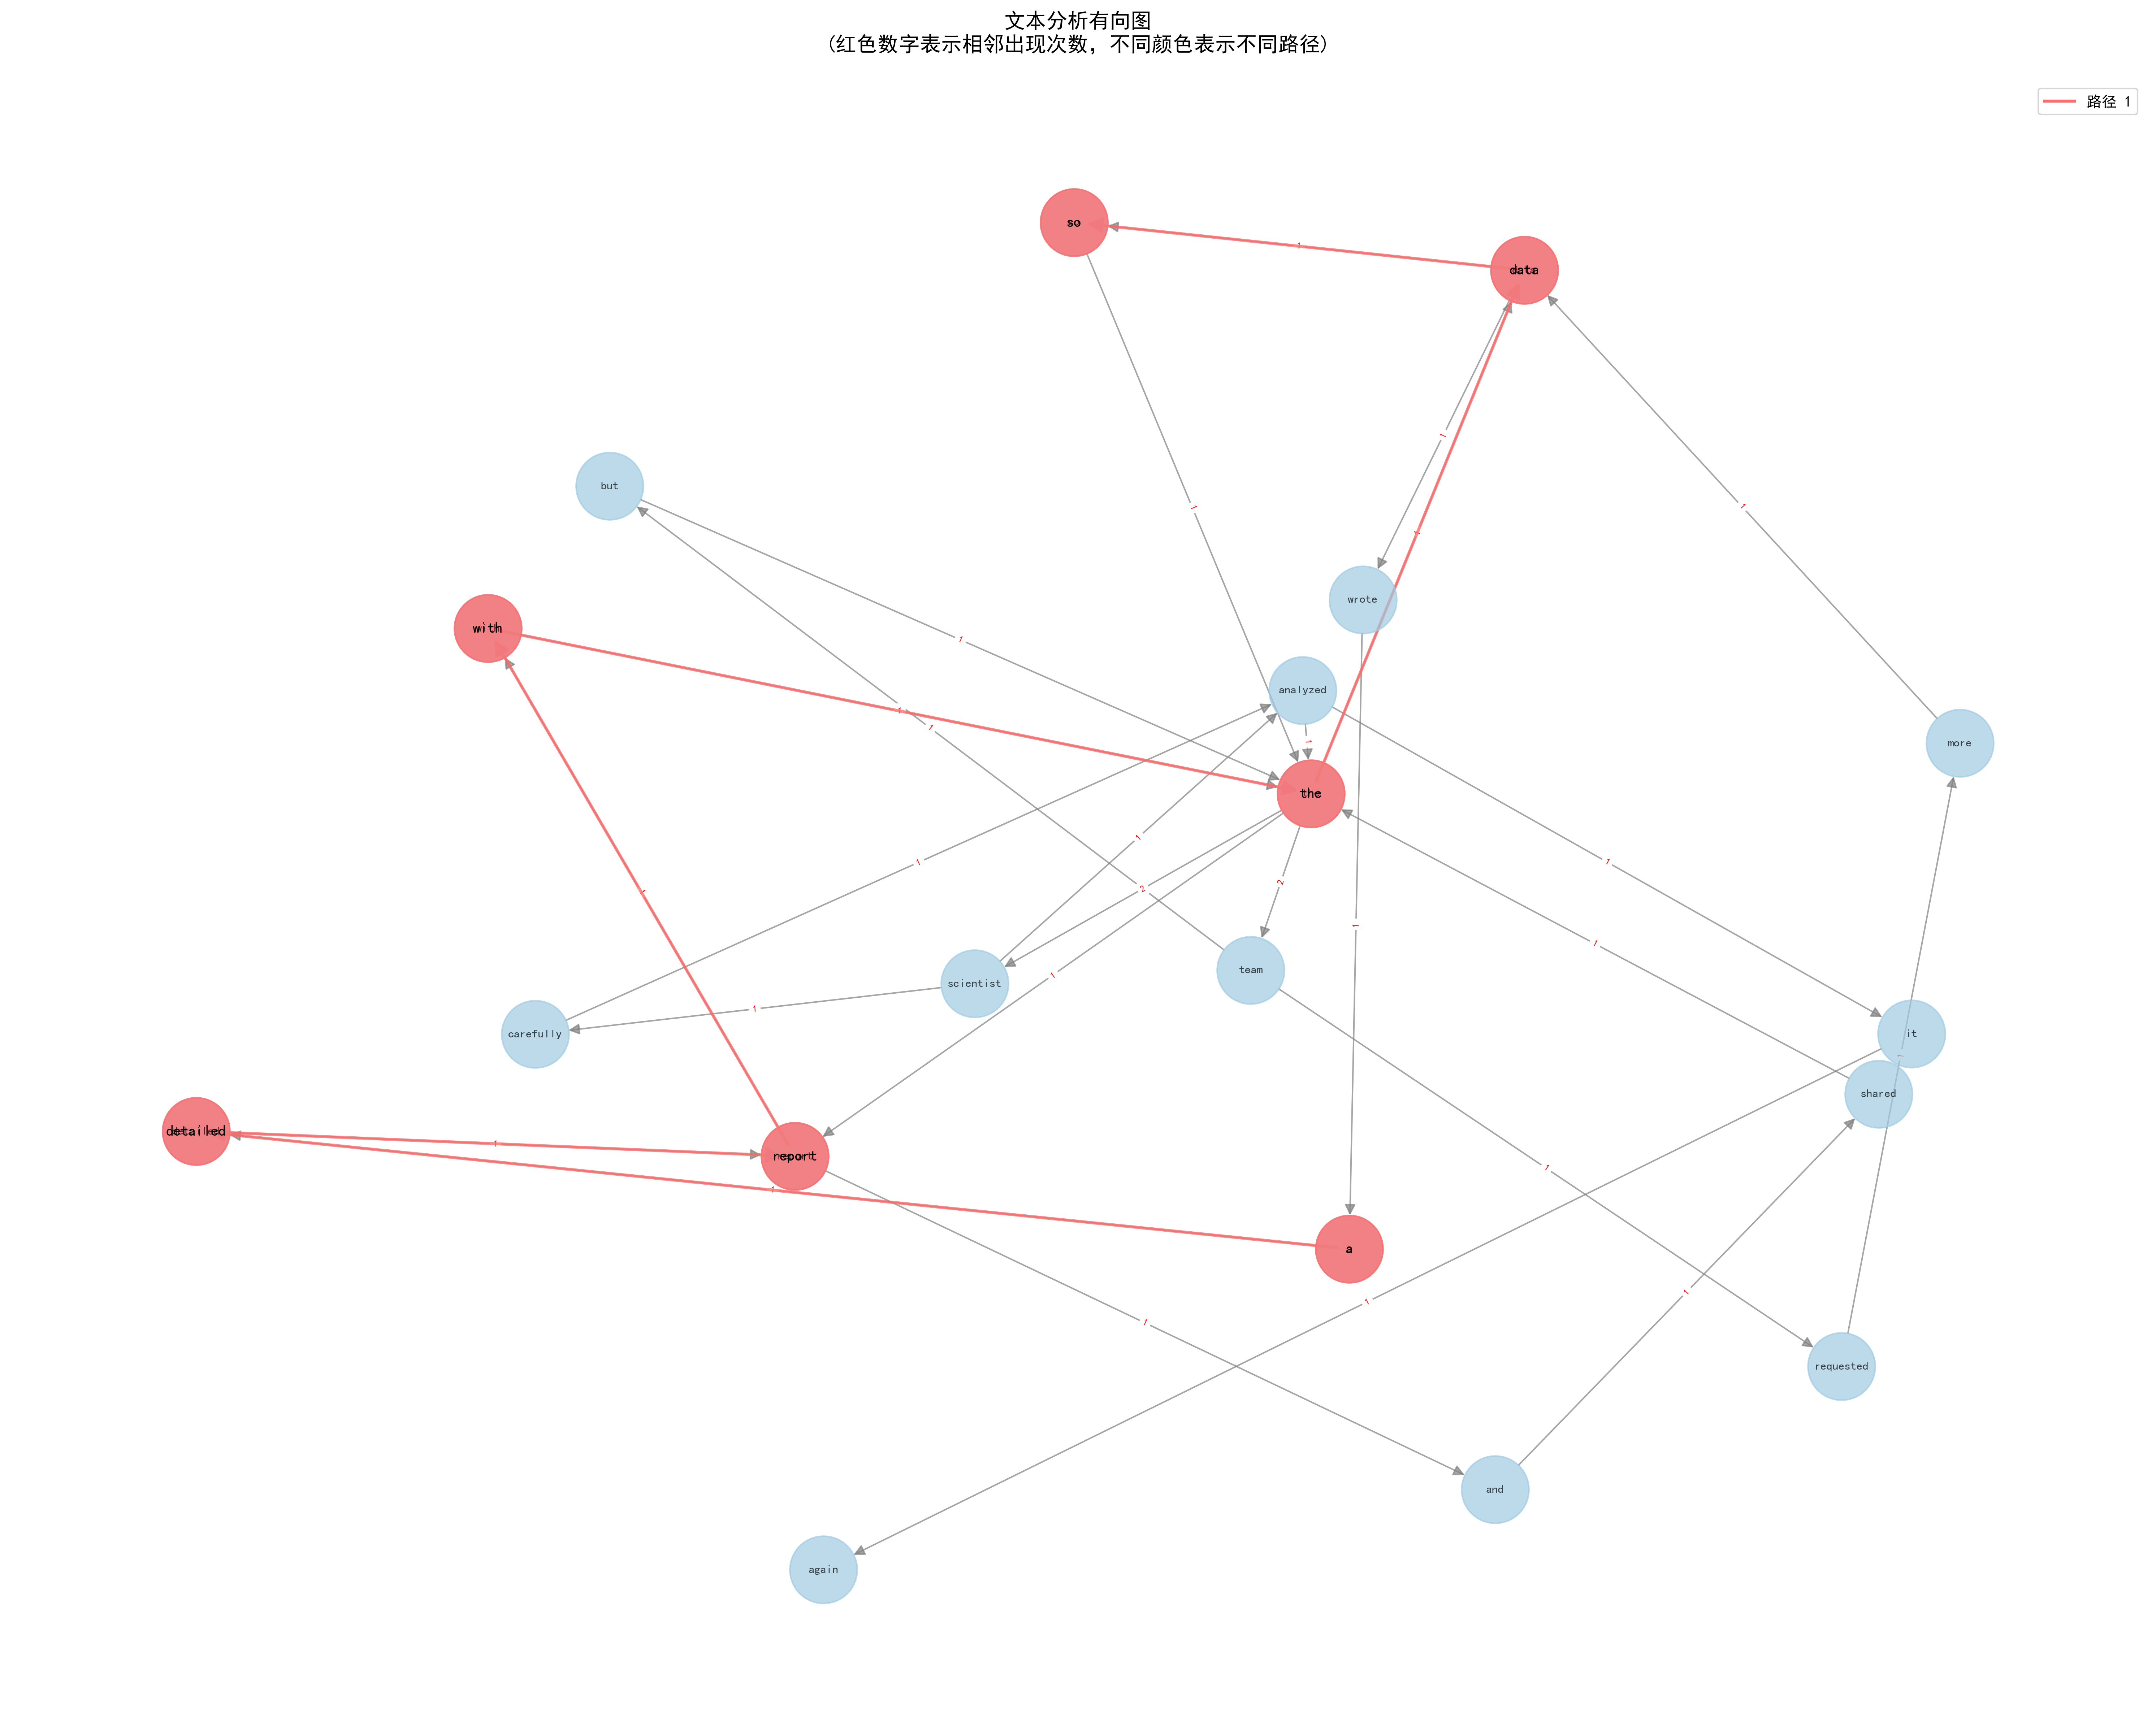 文本分析有向图
(红色数字表示相邻出现次数，不同颜色表示不同路径)
路径 1
so
1
data
1
but
1
1
1
wrote
with
1
analyzed
1
1
1
more
the
1
1
1
2
2
1
1
1
team
scientist
1
1
carefully
it
1
shared
detailed
1
report
1
1
a
1
1
1
requested
and
again